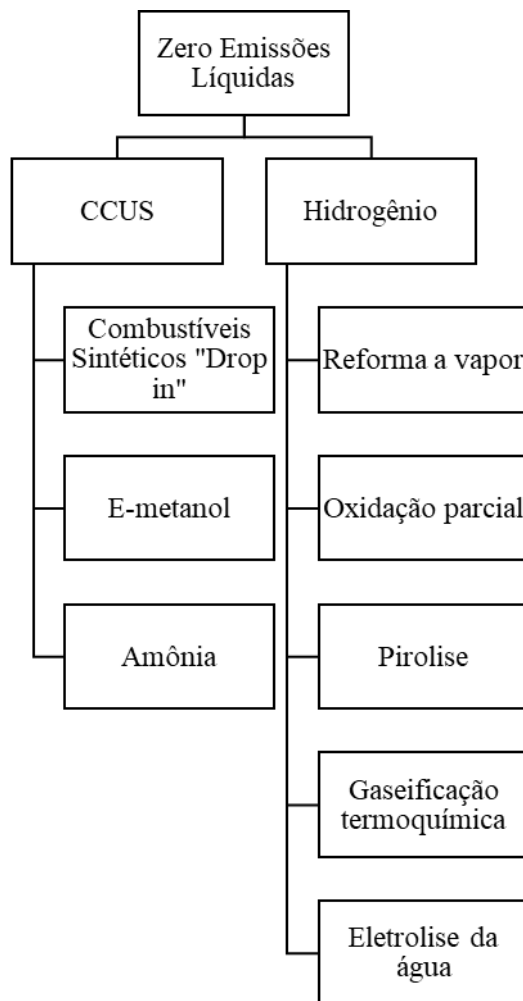 Zero Emissões
Líquidas
CCUS
Hidrogênio
Combustíveis
Sintéticos "Drop
in"
E-metanol
Amônia
Reforma a vapor
Oxidação parcial
Pirolise
Gaseificação
termoquímica
Eletrolise da
água